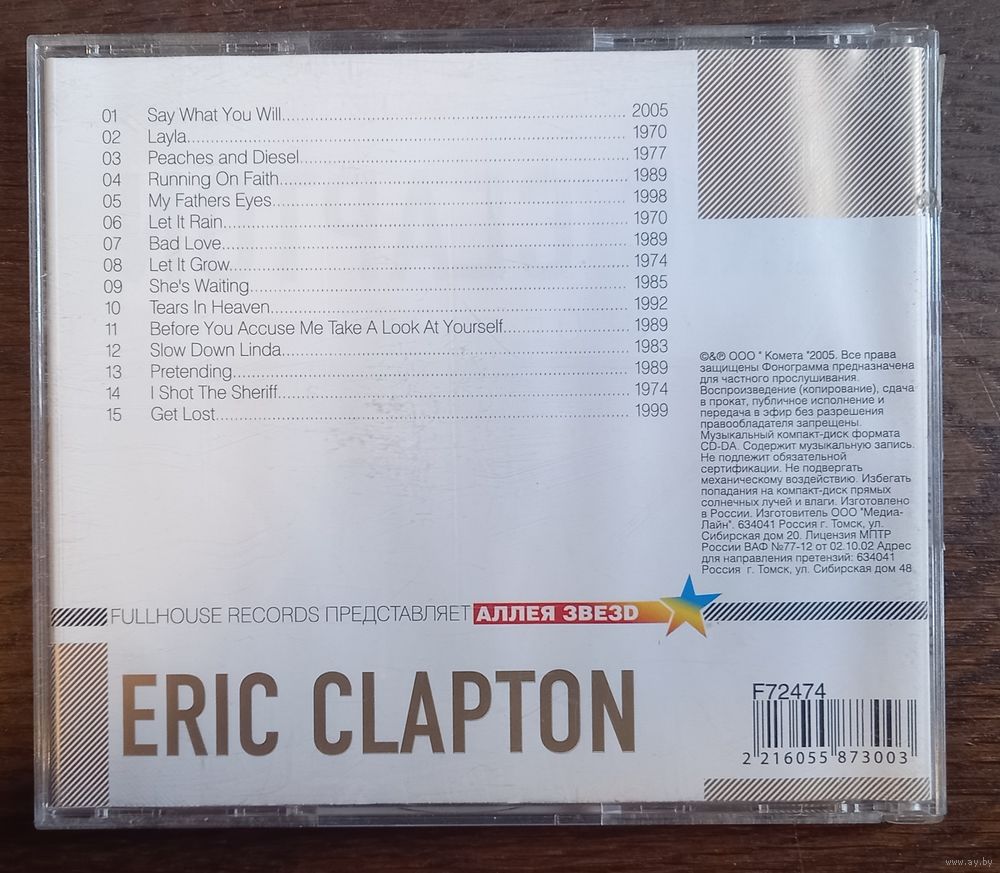 01 Say What You Will................ 2005
02 Layla................ 1970
03 Peaches and Diesel................ 1977
04 Running On Faith................ 1989
05 My Fathers Eyes................ 1998
06 Let It Rain................ 1970
07 Bad Love................ 1989
08 Let It Grow................ 1974
09 She's Waiting................ 1985
10 Tears In Heaven................ 1992
11 Before You Accuse Me Take A Look At Yourself................ 1989
12 Slow Down Linda................ 1983
13 Pretending................ 1989
14 I Shot The Sheriff................ 1974
15 Get Lost................ 1999
©&℗ ООО " Комета "2005. Все права
защищены Фонограмма предназначена
для частного прослушивания.
Воспроизведение (копирование), сдача
в прокат, публичное исполнение и
передача в эфир без разрешения
правообладателя запрещены.
Музыкальный компакт-диск формата
CD-DA. Содержит музыкальную запись.
Не подлежит обязательной
сертификации. Не подвергать
механическому воздействию. Избегать
попадания на компакт-диск прямых
солнечных лучей и влаги. Изготовлено
в России. Изготовитель ООО "Медиа-
Лайн". 634041 Россия г. Томск, ул.
Сибирская дом 20. Лицензия МПТР
России ВАФ №77-12 от 02.10.02 Адрес
для направления претензий: 634041
Россия г. Томск, ул. Сибирская дом 48
FULLHOUSE RECORDS ПРЕДСТАВЛЯЕТ АЛЛЕЯ ЗВЕЗD
ERIC CLAPTON
F72474
2 216055 873003
www.ay.by